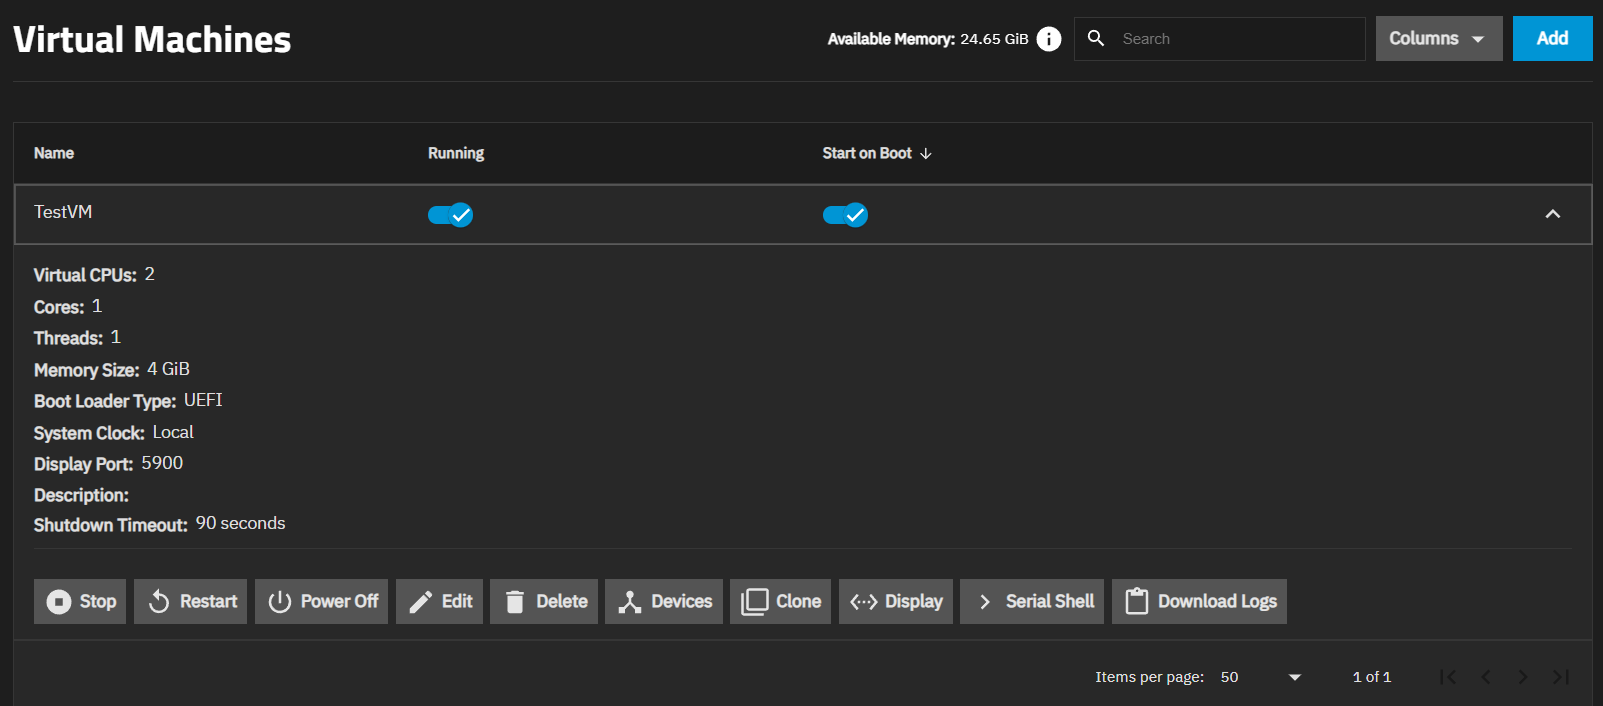 Virtual Machines
Available Memory: 24.65 GiB
Search
Columns
Add
Name Running Start on Boot
TestVM
Virtual CPUs: 2
Cores: 1
Threads: 1
Memory Size: 4 GiB
Boot Loader Type: UEFI
System Clock: Local
Display Port: 5900
Description:
Shutdown Timeout: 90 seconds
Stop Restart Power Off Edit Delete Devices Clone Display Serial Shell Download Logs
Items per page: 50 1 of 1